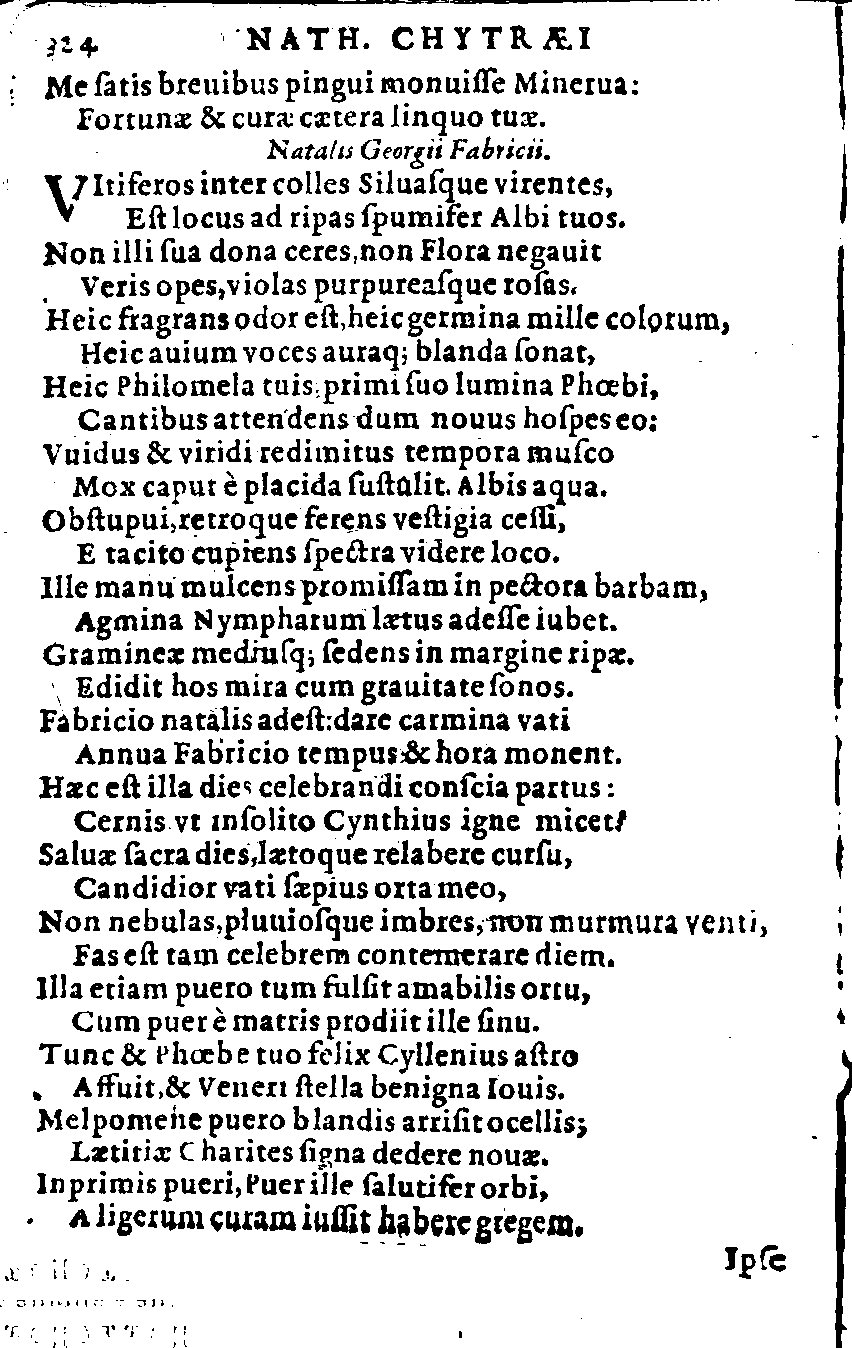 324 NATH. CHYTRÆI
Me ſatis breuibus pingui monuiſſe Minerua:
Fortunæ & curæ cætera linquo tuæ.
Natalis Georgii Fabricii.
VItiferos inter colles Siluaſque virentes,
Eſt locus ad ripas ſpumifer Albi tuos.
Non illi ſua dona ceres, non Flora negauit
Veris opes, violas purpureaſque roſas.
Heic fragrans odor eſt, heic germina mille colorum,
Heic auium voces auraq; blanda ſonat,
Heic Philomela tuis primi ſuo lumina Phœbi,
Cantibus attendens dum nouus hoſpes eo:
Vuidus & viridi redimitus tempora muſco
Mox caput è placida ſuſtulit Albis aqua.
Obſtupui, retroque ferens veſtigia ceſſi,
E tacito cupiens ſpectra videre loco.
Ille manu mulcens promiſſam in pectora barbam,
Agmina Nympharum lætus adeſſe iubet.
Gramineæ mediuſq; ſedens in margine ripæ.
Edidit hos mira cum grauitate ſonos.
Fabricio natalis adeſt: dare carmina vati
Annua Fabricio tempus & hora monent.
Hæc eſt illa dies celebrandi conſcia partus:
Cernis vt inſolito Cynthius igne micet!
Saluæ ſacra dies, lætoque relabere curſu,
Candidior vati ſæpius orta meo,
Non nebulas, pluuioſque imbres, non murmura venti,
Fas eſt tam celebrem contemerare diem.
Illa etiam puero tum fulſit amabilis ortu,
Cum puer è matris prodiit ille ſinu.
Tunc & Phœbe tuo felix Cyllenius aſtro
Affuit, & Veneri ſtella benigna Iouis.
Melpomene puero blandis arriſit ocellis;
Lætitiæ Charites ſigna dedere nouæ.
Inprimis pueri, Puer ille ſalutifer orbi,
Aligerum curam iuſſit habere gregem.
Ipſe